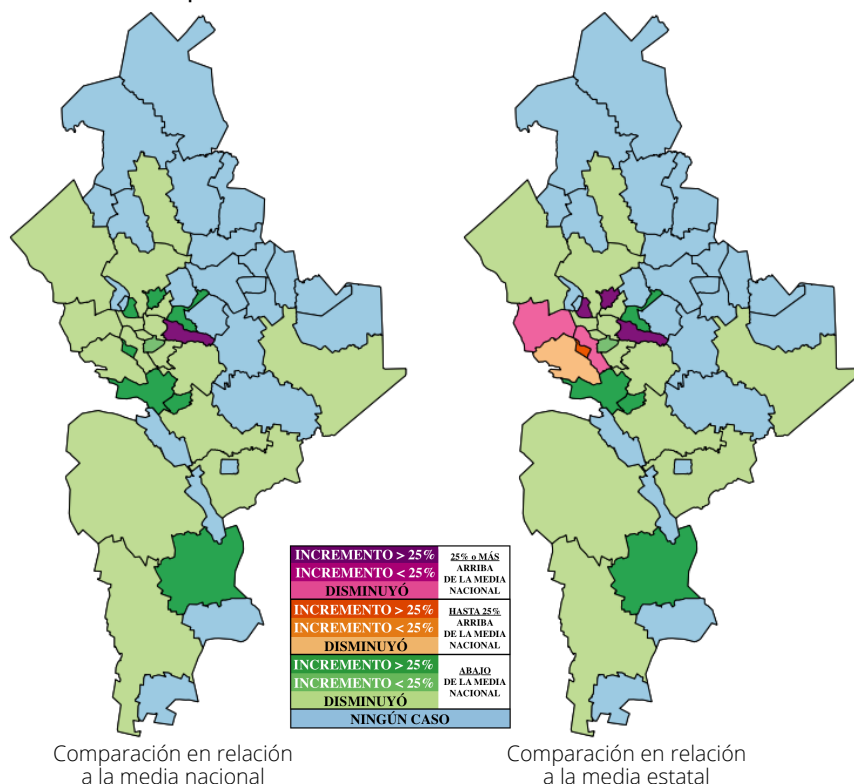 INCREMENTO > 25%
INCREMENTO < 25%
DISMINUYÓ
25% o MÁS
ARRIBA
DE LA MEDIA
NACIONAL
INCREMENTO > 25%
INCREMENTO < 25%
DISMINUYÓ
HASTA 25%
ARRIBA
DE LA MEDIA
NACIONAL
INCREMENTO > 25%
INCREMENTO < 25%
DISMINUYÓ
ABAJO
DE LA MEDIA
NACIONAL
NINGÚN CASO
Comparación en relación
a la media nacional
Comparación en relación
a la media estatal